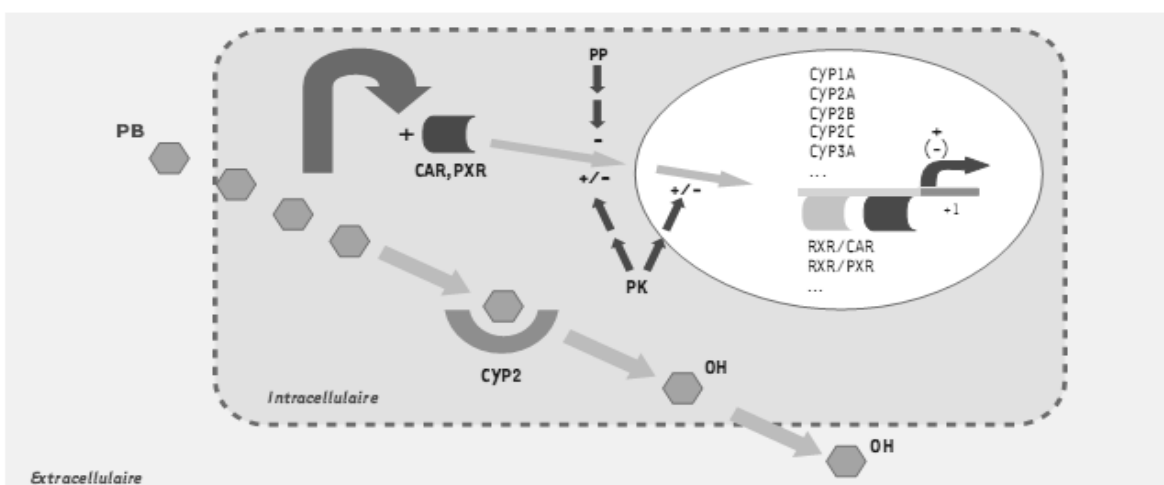 PB
+
CAR,PXR
PP
-
+/-
+/-
PK
CYP1A
CYP2A
CYP2B
CYP2C
CYP3A
...
+
(-)
+1
RXR/CAR
RXR/PXR
...
CYP2
OH
OH
Intracellulaire
Extracellulaire